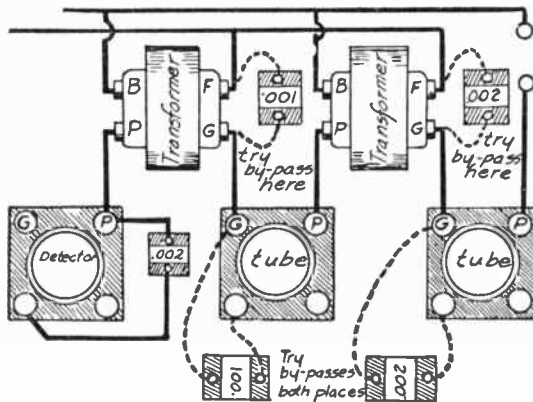 B
F
P
G
Transformer
.001
try
by-pass
here
B
F
P
G
Transformer
.002
try
by-pass
here
G
P
Detector
.002
G
P
tube
G
P
tube
.001
Try
by-passes
both places
.002